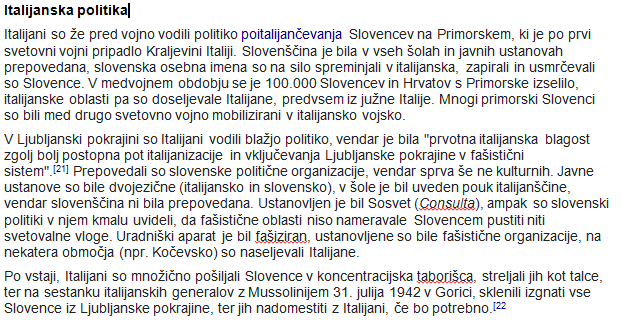 Italijanska politika
Italijani so že pred vojno vodili politiko poitalijančevanja Slovencev na Primorskem, ki je po prvi
svetovni vojni pripadlo Kraljevini Italiji. Slovenščina je bila v vseh šolah in javnih ustanovah
prepovedana, slovenska osebna imena so na silo spreminjali v italijanska, zapirali in usmrčevali
so Slovence. V medvojnem obdobju se je 100.000 Slovencev in Hrvatov s Primorske izselilo,
italijanske oblasti pa so doseljevale Italijane, predvsem iz južne Italije. Mnogi primorski Slovenci
so bili med drugo svetovno vojno mobilizirani v italijansko vojsko.
V Ljubljanski pokrajini so Italijani vodili blažjo politiko, vendar je bila "prvotna italijanska blagost
zgolj bolj postopna pot italijanizacije in vključevanja Ljubljanske pokrajine v fašistični
sistem".[21] Prepovedali so slovenske politične organizacije, vendar sprva še ne kulturnih. Javne
ustanove so bile dvojezične (italijansko in slovensko), v šole je bil uveden pouk italijanščine,
vendar slovenščina ni bila prepovedana. Ustanovljen je bil Sosvet (Consulta), ampak so slovenski
politiki v njem kmalu uvideli, da fašistične oblasti niso nameravale Slovencem pustiti niti
svetovalne vloge. Uradniški aparat je bil fašiziran, ustanovljene so bile fašistične organizacije, na
nekatera območja (npr. Kočevsko) so naseljevali Italijane.
Po vstaji, Italijani so množično pošiljali Slovence v koncentracijska taborišca, streljali jih kot talce,
ter na sestanku italijanskih generalov z Mussolinijem 31. julija 1942 v Gorici, sklenili izgnati vse
Slovence iz Ljubljanske pokrajine, ter jih nadomestiti z Italijani, če bo potrebno.[22